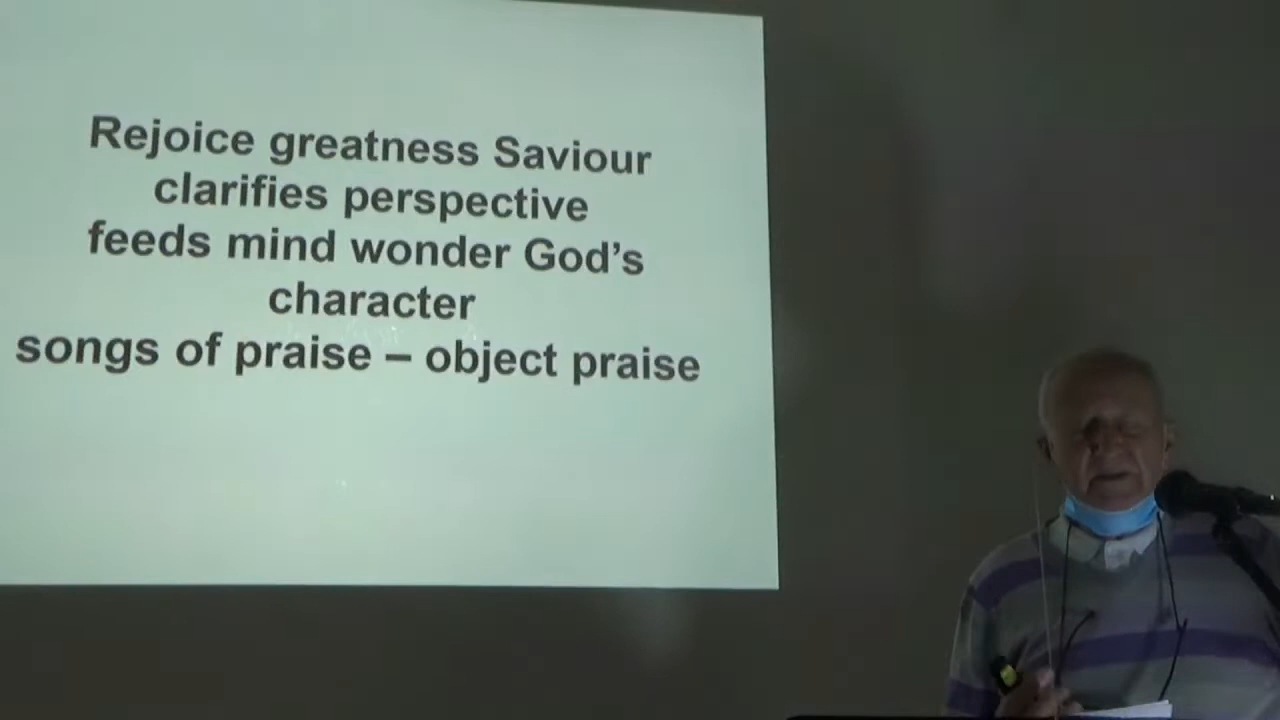 Rejoice greatness Saviour
clarifies perspective
feeds mind wonder God's
character
songs of praise – object praise